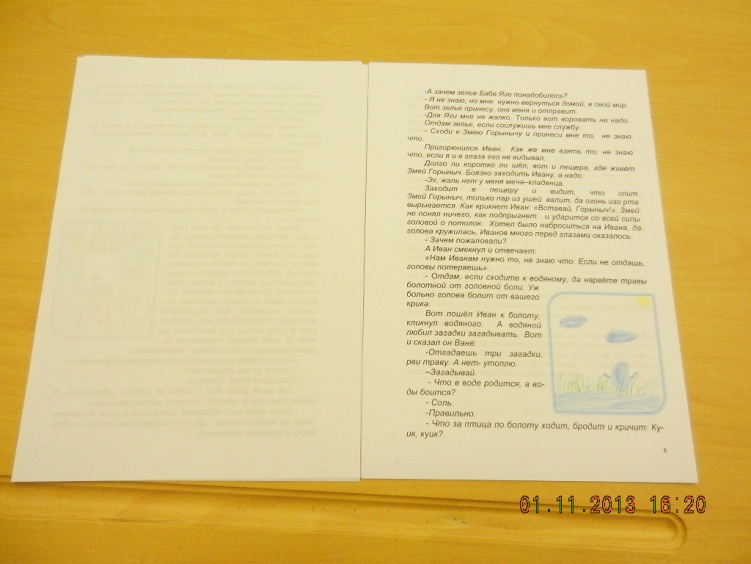 -А зачем зелье Бабе Яге понадобилось?
- Я не знаю, но мне нужно вернуться домой, в свой мир.
Вот зелье принесу, она меня и отправит.
-Для Яги мне не жалко. Только вот воровать не надо.
Отдам зелье, если сослужишь мне службу.
- Сходи к Змею Горынычу и принеси мне то, не знаю
что.
Пригорюнился Иван. Как же мне взять то, не знаю
что, если я и в глаза его не видывал.
Долго ли коротко ли шёл, вот и пещера, где живёт
Змей Горыныч. Боязно заходить Ивану, а надо.
-Эх, жаль нет у меня меча–кладенца.
Заходит в пещеру и видит, что спит
Змей Горыныч, только пар из ушей валит, да огонь изо рта
вырывается. Как крикнет Иван: «Вставай, Горыныч!». Змей
не понял ничего, как подпрыгнет и ударится со всей силы
головой о потолок. Хотел было наброситься на Ивана, да
голова кружилась, Иванов много перед глазами оказалось.
- Зачем пожаловали?
А Иван смекнул и отвечает:
«Нам Иванам нужно то, не знаю что. Если не отдашь,
головы потеряешь».
- Отдам, если сходите к водяному, да нарвёте травы
болотной от головной боли. Уж
больно голова болит от вашего
крика.
Вот пошёл Иван к болоту,
кликнул водяного. А водяной
любил загадки загадывать. Вот
и сказал он Ване:
-Отгадаешь три загадки,
рви траву. А нет- утоплю.
–Загадывай.
- Что в воде родится, а во-
ды боится?
- Соль.
-Правильно.
- Что за птица по болоту ходит, бродит и кричит: Ку-
ик, куик?
01.11.2013 16:20